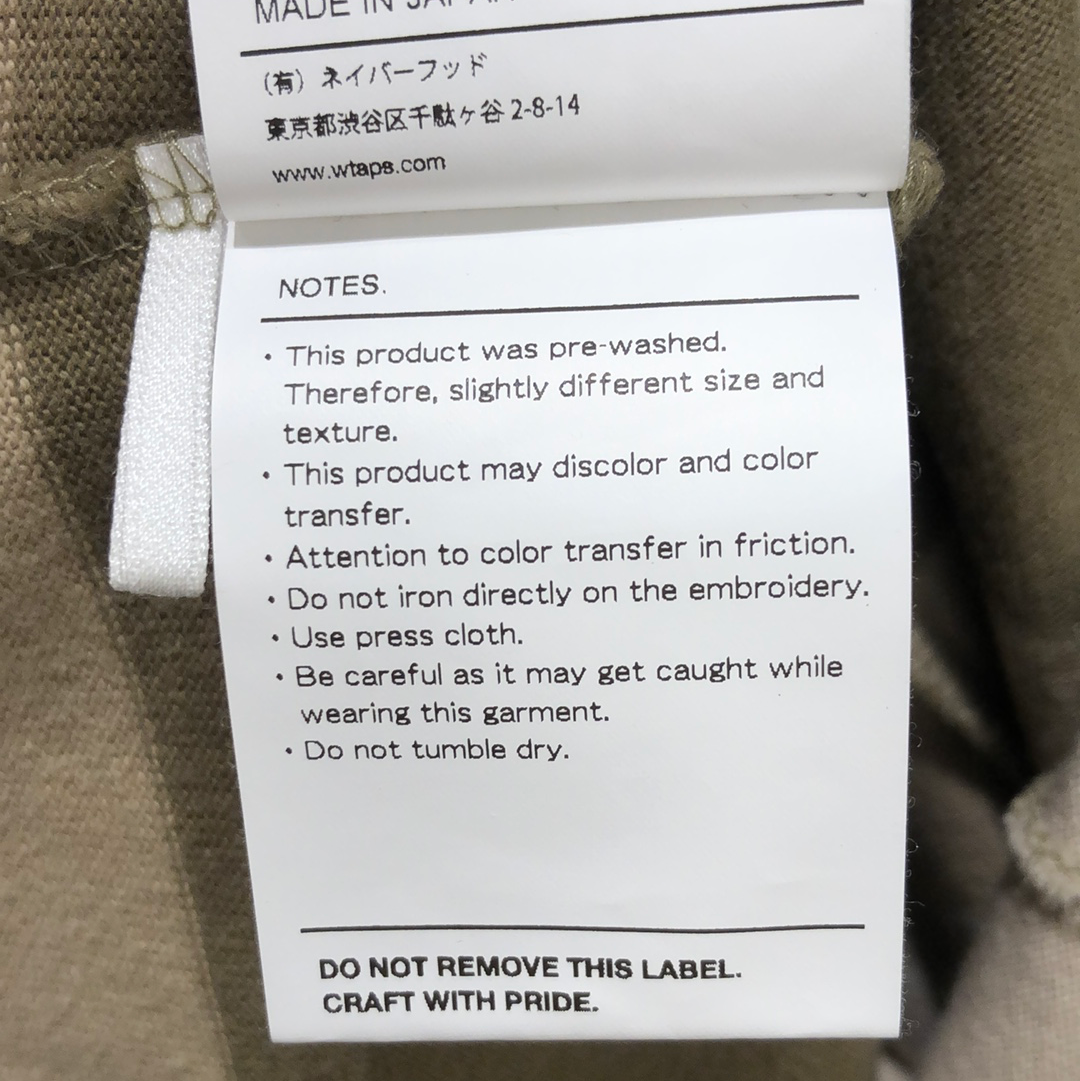 MADE IN JAPAN
(有) ネイバーフッド
東京都渋谷区千駄ヶ谷 2-8-14
www.wtaps.com
NOTES.
・This product was pre-washed.
Therefore, slightly different size and
texture.
・This product may discolor and color
transfer.
・Attention to color transfer in friction.
・Do not iron directly on the embroidery.
・Use press cloth.
・Be careful as it may get caught while
wearing this garment.
・Do not tumble dry.
DO NOT REMOVE THIS LABEL.
CRAFT WITH PRIDE.